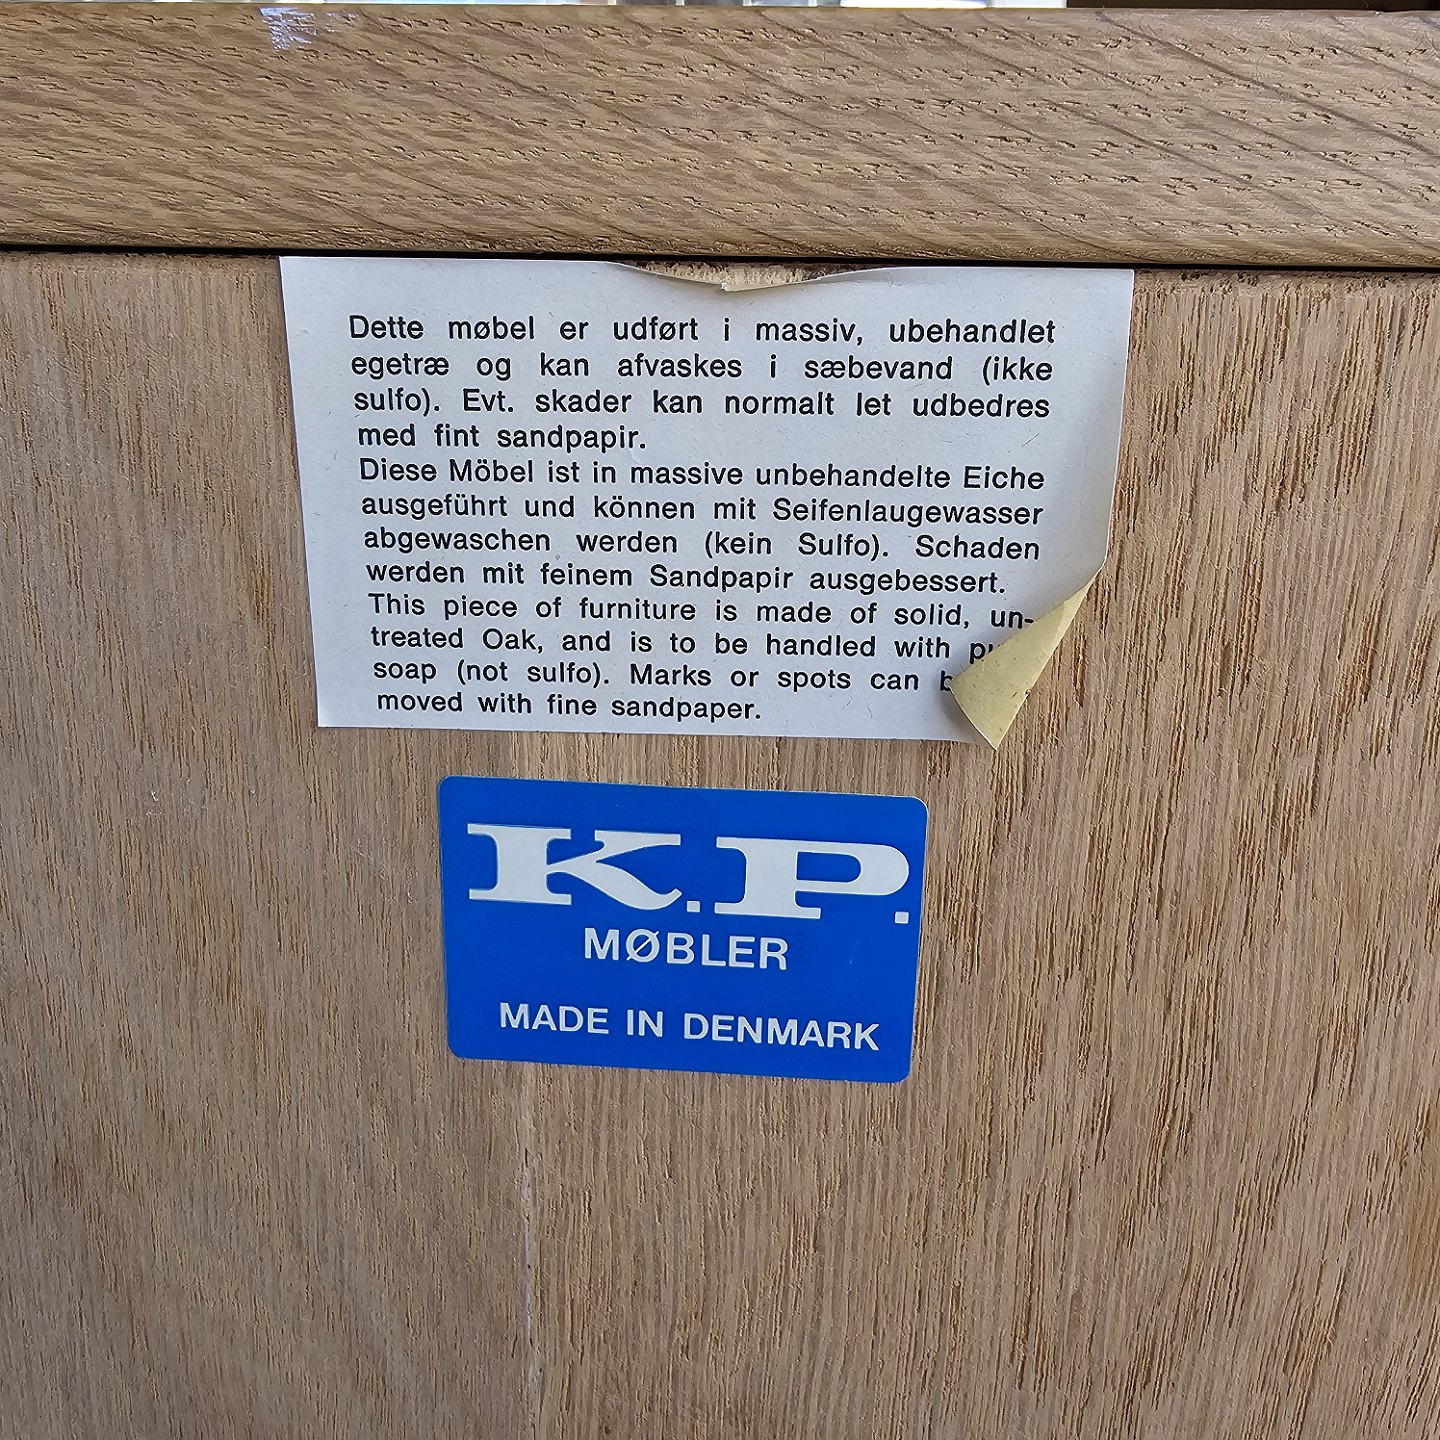 Dette møbel er udført i massiv, ubehandlet
egetræ og kan afvaskes i sæbevand (ikke
sulfo). Evt. skader kan normalt let udbedres
med fint sandpapir.
Diese Möbel ist in massive unbehandelte Eiche
ausgeführt und können mit Seifenlaugewasser
abgewaschen werden (kein Sulfo). Schaden
werden mit feinem Sandpapir ausgebessert.
This piece of furniture is made of solid, un-
treated Oak, and is to be handled with
soap (not sulfo). Marks or spots can
moved with fine sandpaper.
K.P.
MØBLER
MADE IN DENMARK